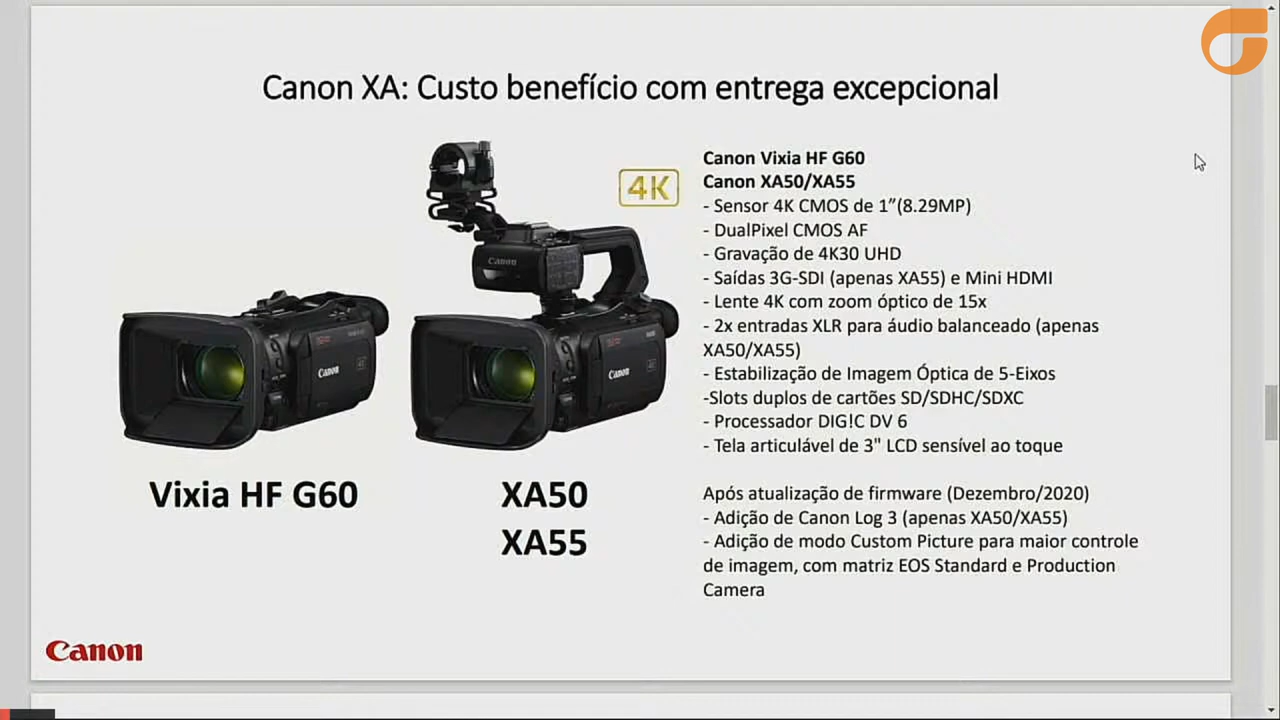 Canon XA: Custo benefício com entrega excepcional
4K
Canon Vixia HF G60
Canon XA50/XA55
- Sensor 4K CMOS de 1”(8.29MP)
- DualPixel CMOS AF
- Gravação de 4K30 UHD
- Saídas 3G-SDI (apenas XA55) e Mini HDMI
- Lente 4K com zoom óptico de 15x
- 2x entradas XLR para áudio balanceado (apenas
XA50/XA55)
- Estabilização de Imagem Óptica de 5-Eixos
-Slots duplos de cartões SD/SDHC/SDXC
- Processador DIG!C DV 6
- Tela articulável de 3" LCD sensível ao toque
Após atualização de firmware (Dezembro/2020)
- Adição de Canon Log 3 (apenas XA50/XA55)
- Adição de modo Custom Picture para maior controle
de imagem, com matriz EOS Standard e Production
Camera
Canon
Canon
Canon
Vixia HF G60
XA50
XA55
Canon